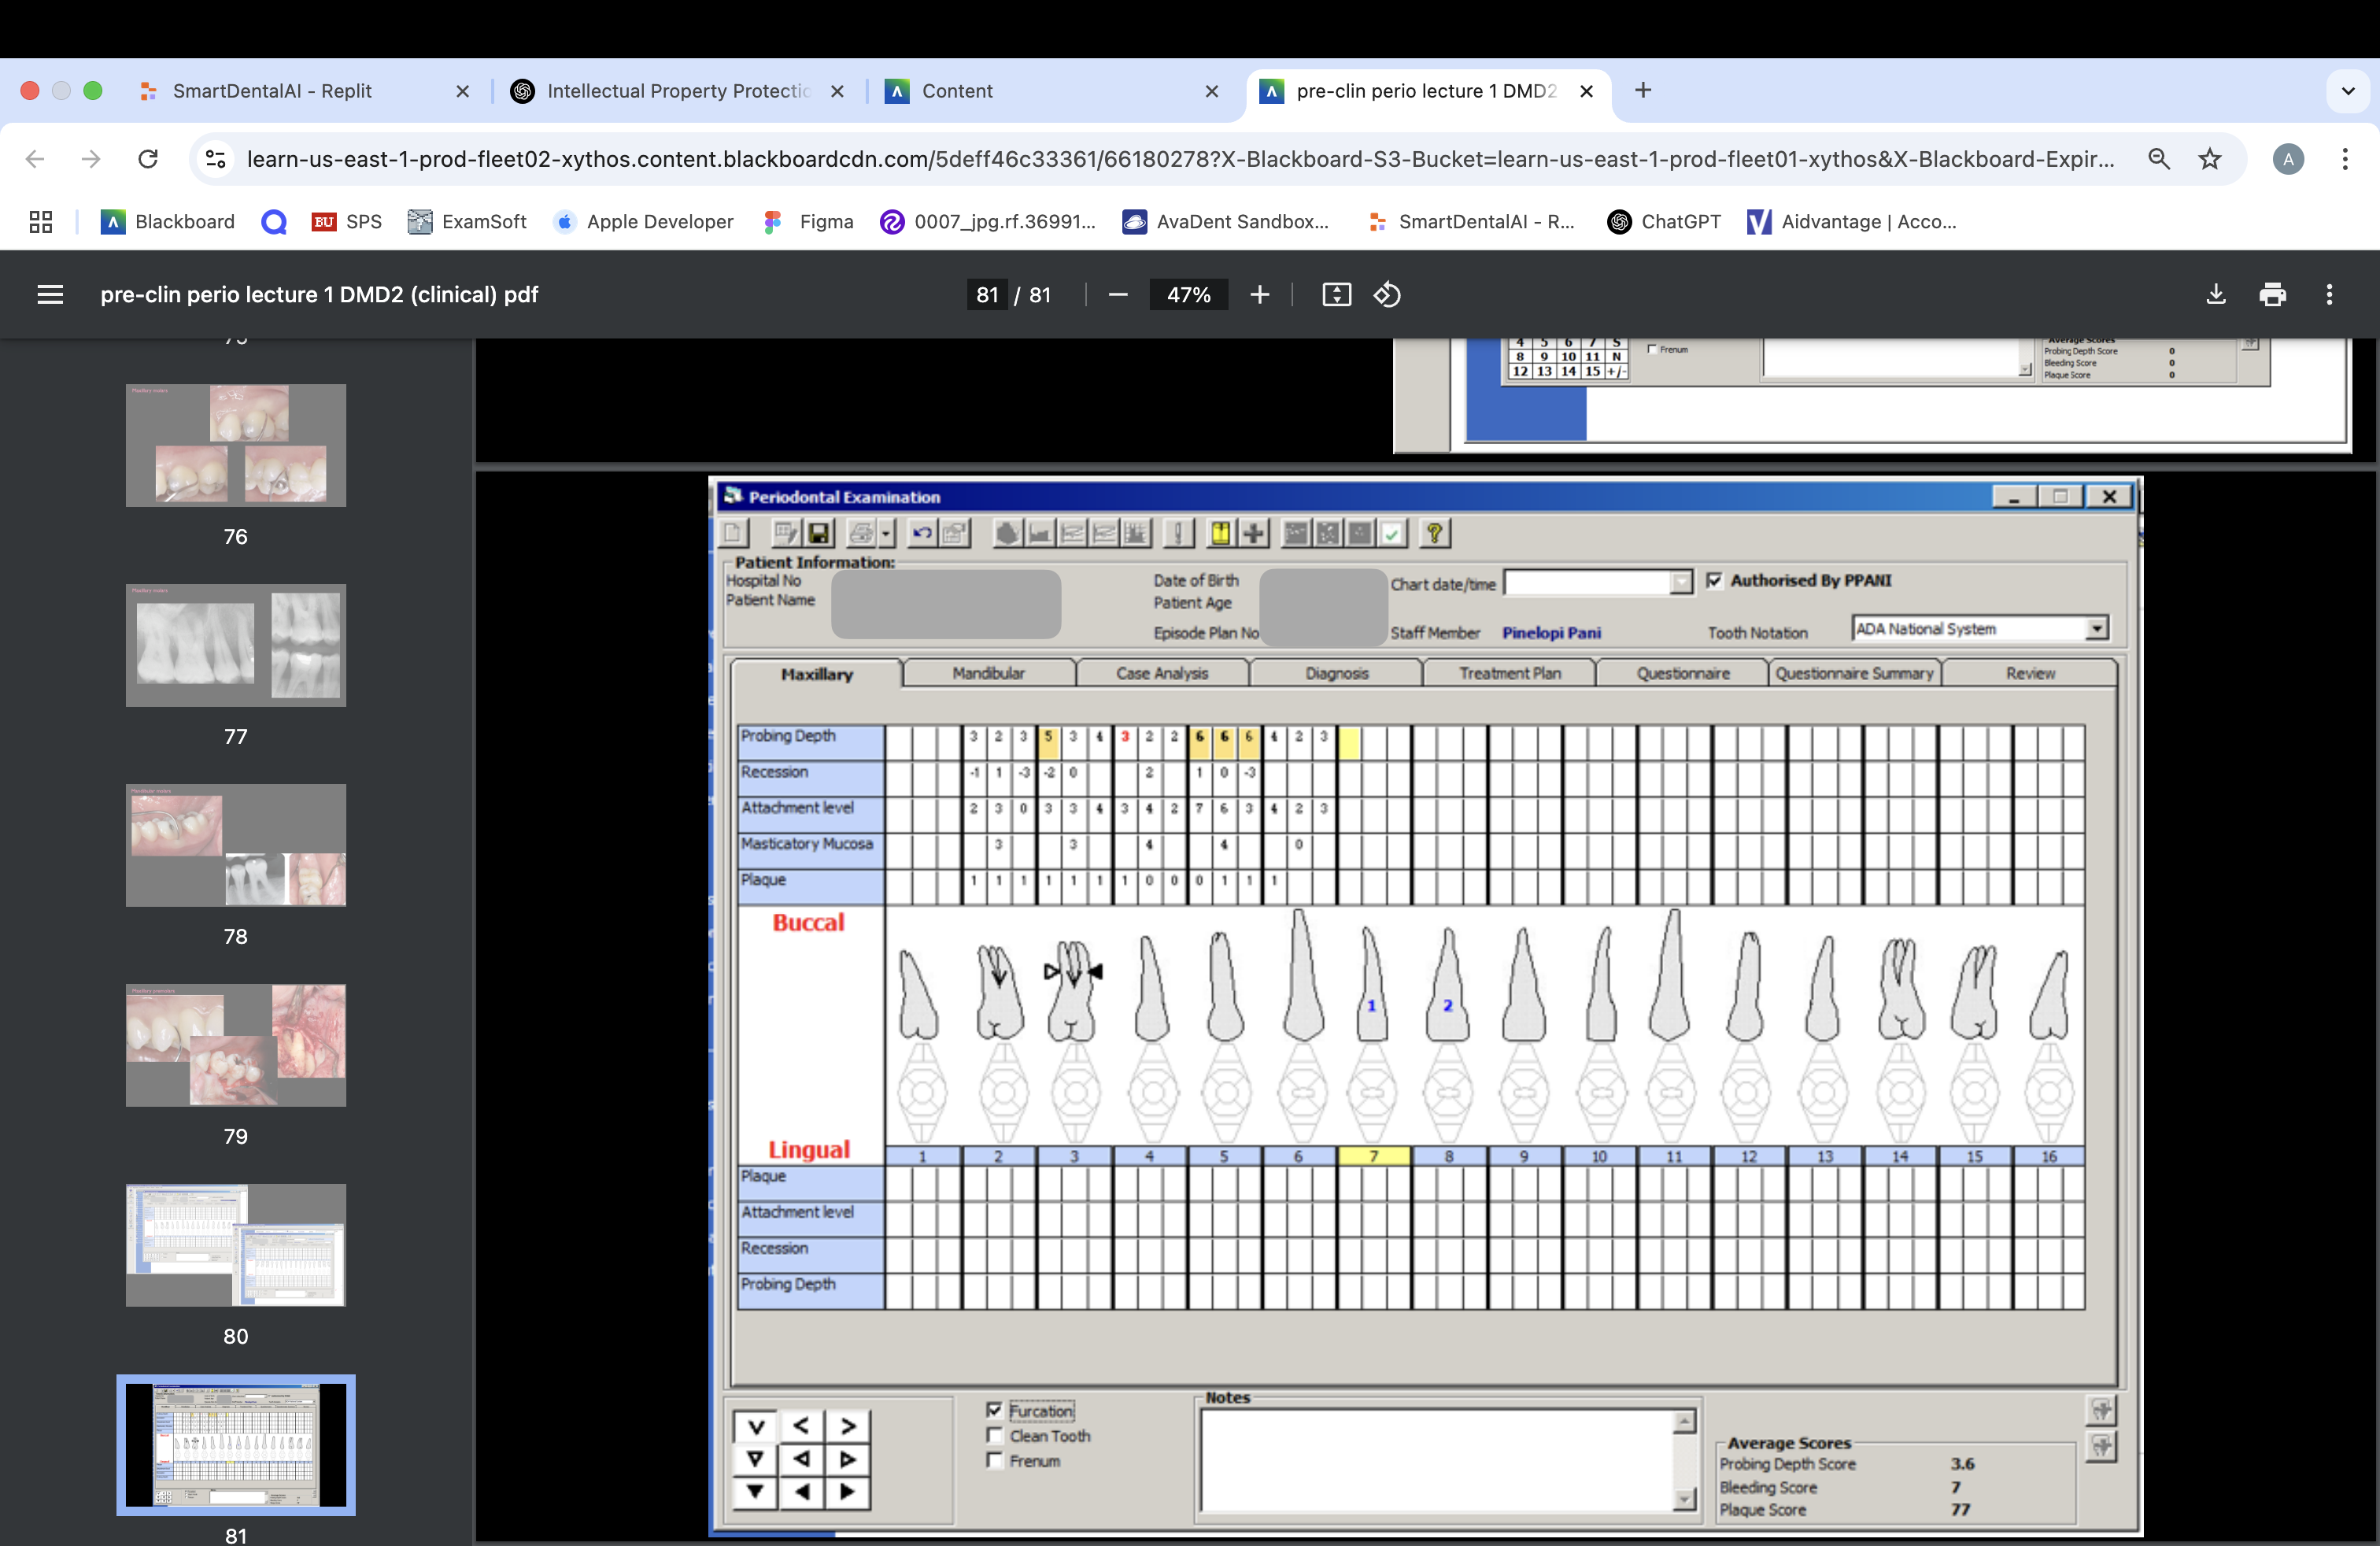 SmartDentalAI - Replit
Intellectual Property Protectio
Content
pre-clin perio lecture 1 DMD2
learn-us-east-1-prod-fleet02-xythos.content.blackboardcdn.com/5deff46c33361/66180278?X-Blackboard-S3-Bucket=learn-us-east-1-prod-fleet01-xythos&X-Blackboard-Expir...
A
Blackboard
BU SPS
ExamSoft
Apple Developer
Figma
0007_jpg.rf.36991...
AvaDent Sandbox...
SmartDentalAI - R...
ChatGPT
Aidvantage | Acco...
pre-clin perio lecture 1 DMD2 (clinical) pdf
81 / 81
47%
76
77
78
79
80
81
4 5 6 7 S
8 9 10 11 N
12 13 14 15 +/-
Frenum
Average Scores
Probing Depth Score 0
Bleeding Score 0
Plaque Score 0
Periodontal Examination
Patient Information:
Hospital No
Patient Name
Date of Birth
Patient Age
Episode Plan No
Chart date/time
Authorised By PPANI
Staff Member Pinelopi Pani
Tooth Notation ADA National System
Maxillary Mandibular Case Analysis Diagnosis Treatment Plan Questionnaire Questionnaire Summary Review
Probing Depth 3 2 3 5 3 4 3 2 2 6 6 6 4 2 3
Recession -1 1 -3 -2 0 2 1 0 -3
Attachment level 2 3 0 3 3 4 3 4 2 7 6 3 4 2 3
Masticatory Mucosa 3 3 4 4 0
Plaque 1 1 1 1 1 1 1 0 0 0 1 1 1
Buccal
1 2
Lingual
1 2 3 4 5 6 7 8 9 10 11 12 13 14 15 16
Plaque
Attachment level
Recession
Probing Depth
Furcation
Clean Tooth
Frenum
Notes
Average Scores
Probing Depth Score 3.6
Bleeding Score 7
Plaque Score 77